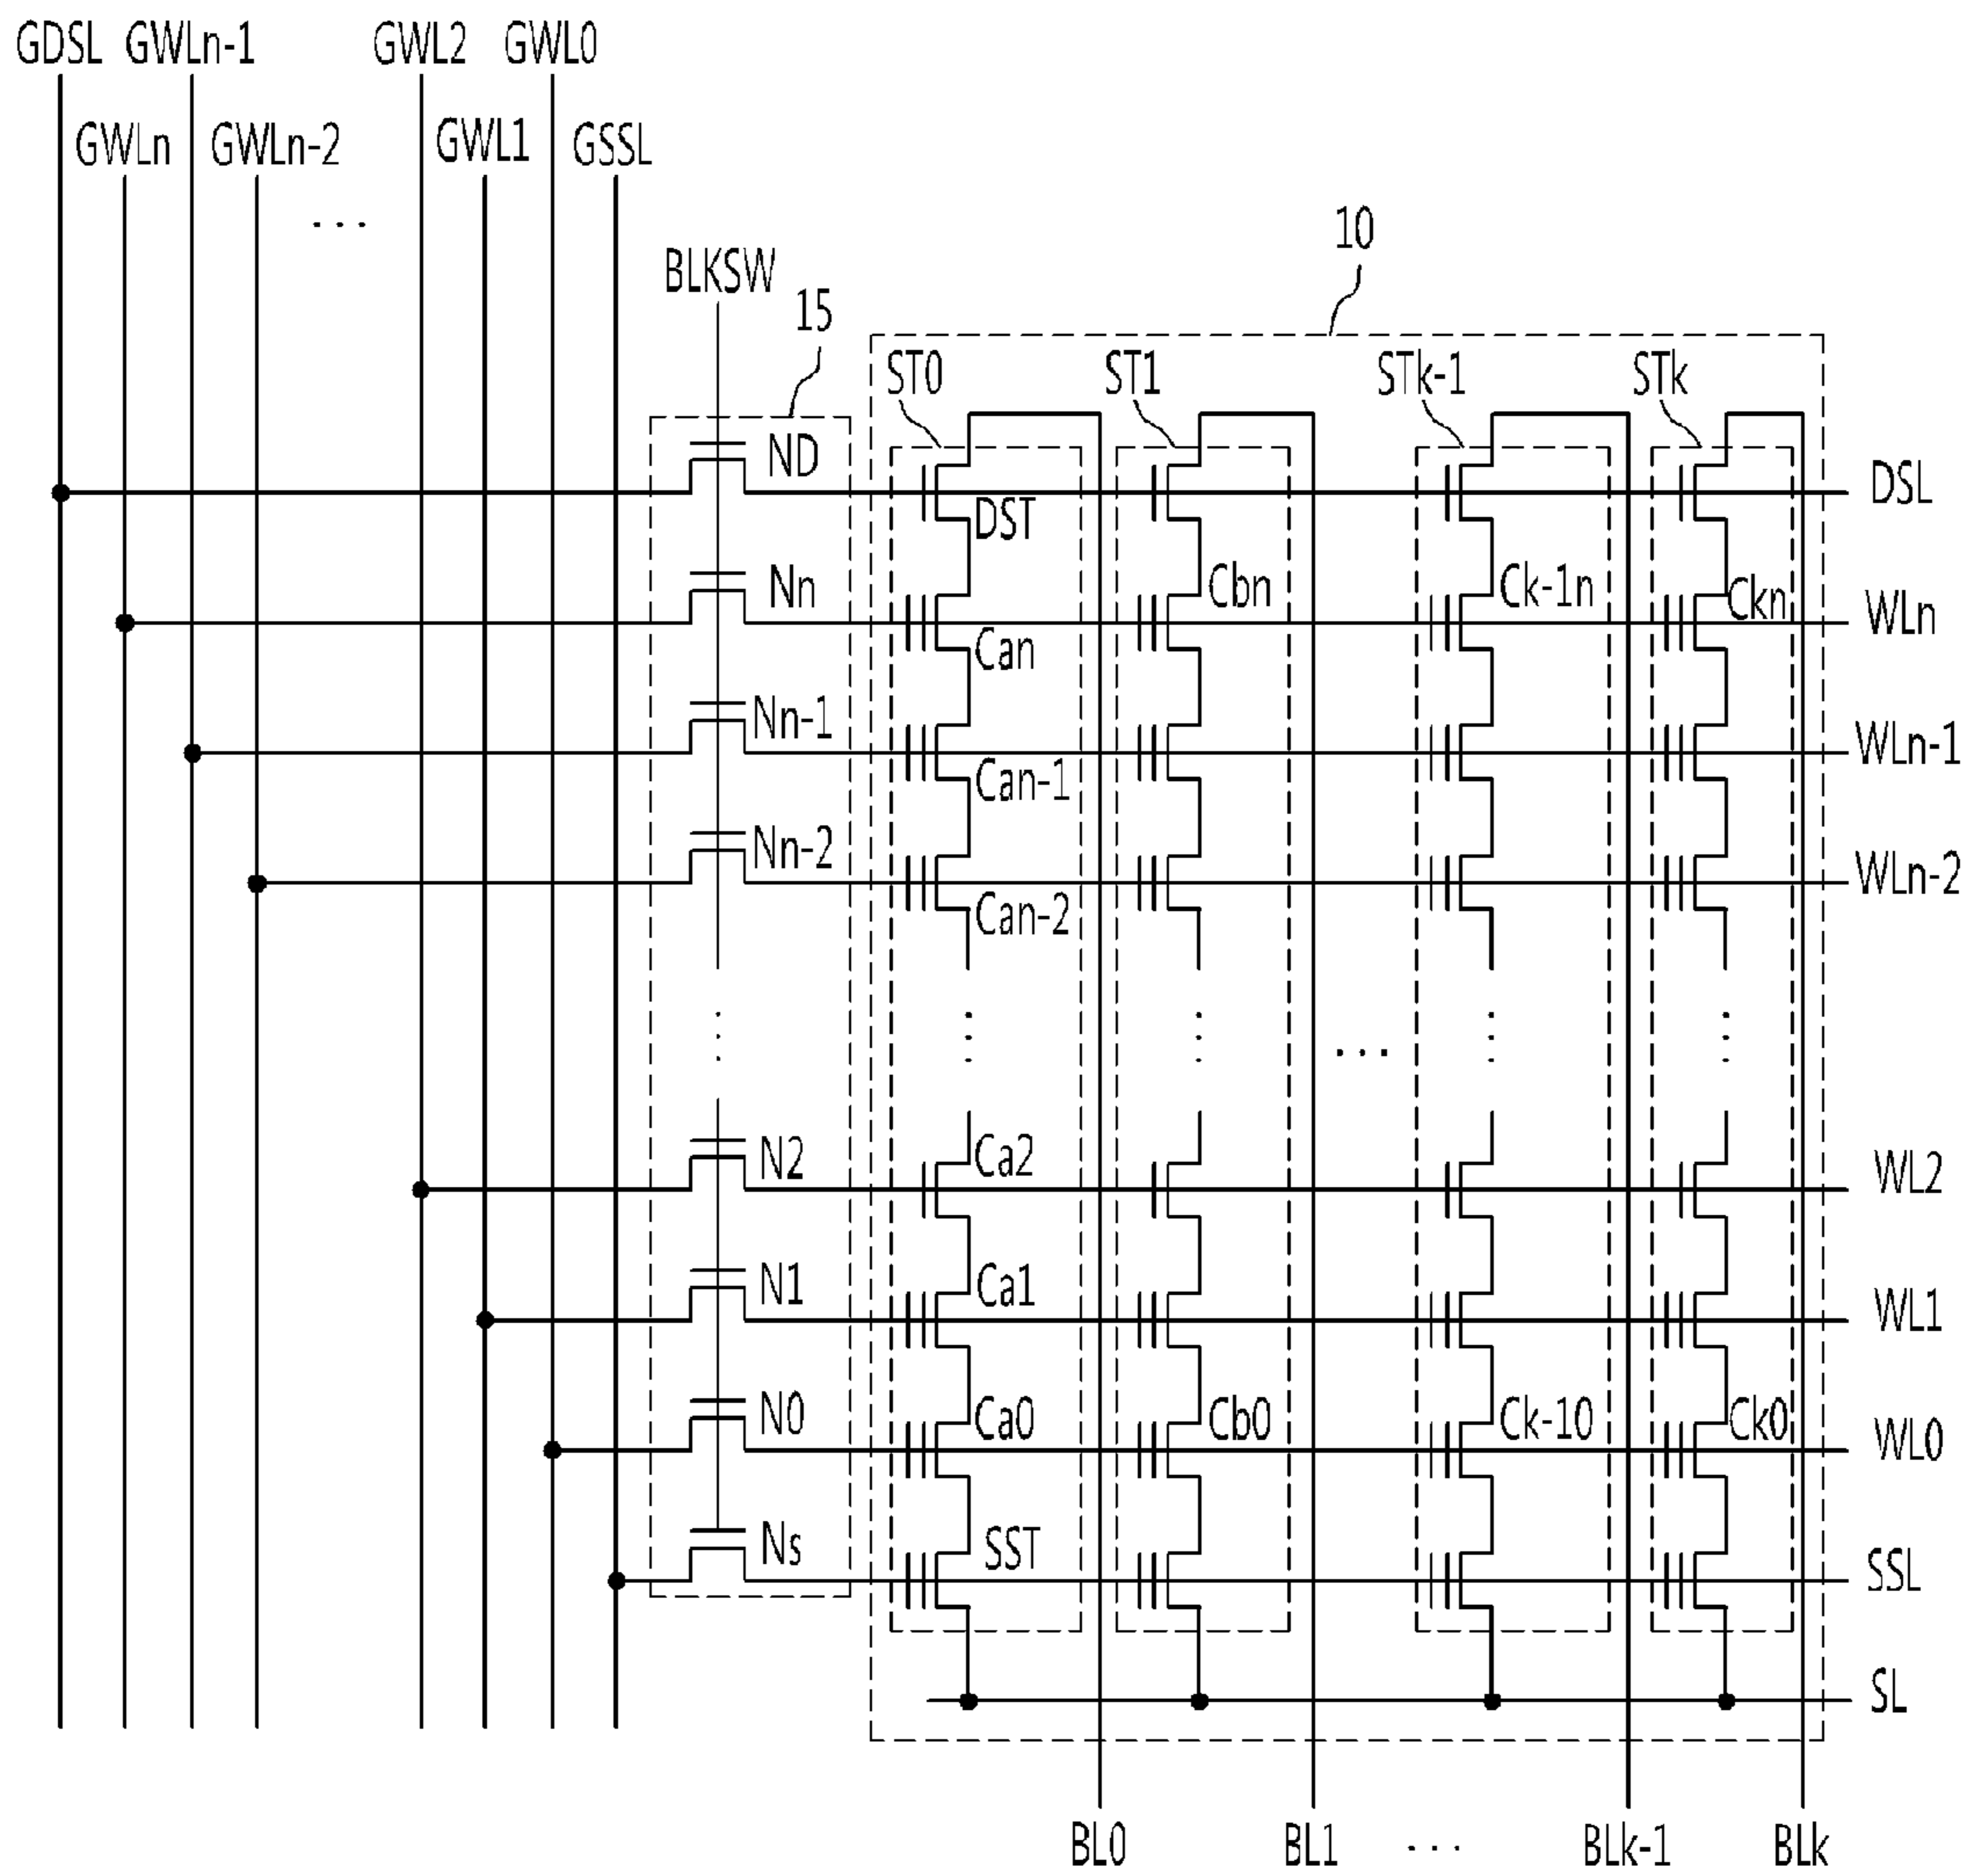 GDSL GWLn-1 GWL2 GWL0
GWLn GWLn-2 GWL1 GSSL
...
10
BLKSW
15
ST0 ST1 STk-1 STk
ND DSL
DST
Nn Cbn Ck-1n Ckn WLn
Can
Nn-1 WLn-1
Can-1
Nn-2 WLn-2
Can-2
...
N2 Ca2 WL2
N1 Ca1 WL1
N0 Ca0 Cb0 Ck-10 Ck0 WL0
Ns SST SSL
SL
BL0 BL1 ... BLk-1 BLk